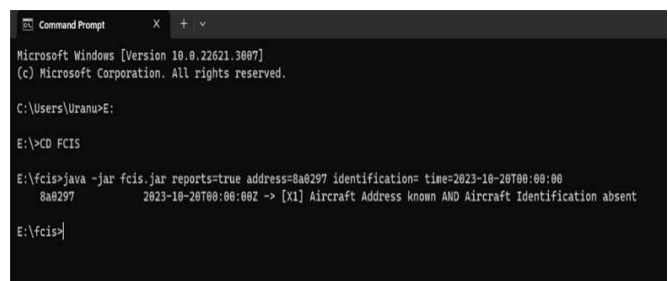 Command Prompt
Microsoft Windows [Version 10.0.22621.3007]
(c) Microsoft Corporation. All rights reserved.
C:\Users\Uranu>E:
E:\>CD FCIS
E:\fcis>java -jar fcis.jar reports=true address=8a0297 identification= time=2023-10-20T00:00:00
8a0297 2023-10-20T00:00:00Z -> [X1] Aircraft Address known AND Aircraft Identification absent
E:\fcis>